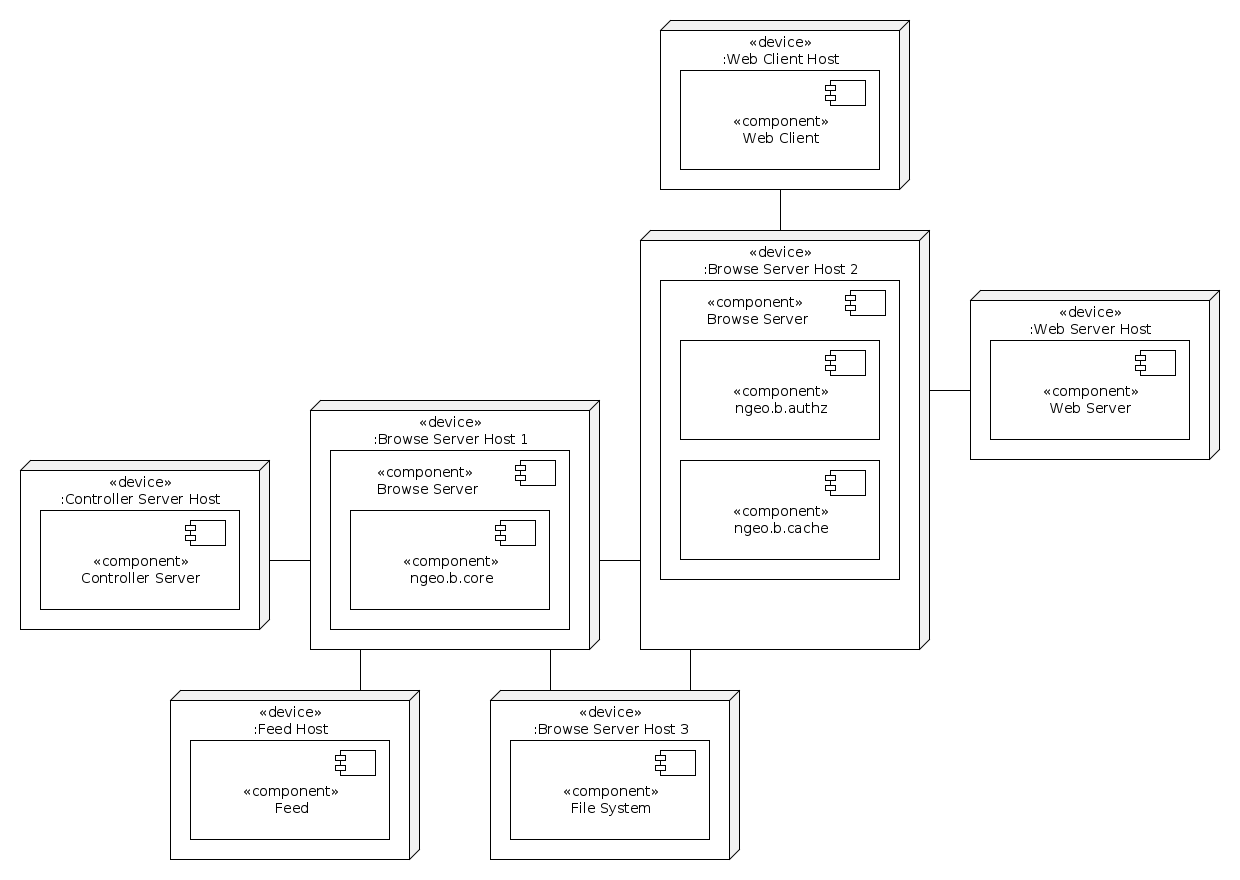 «device»
:Web Client Host
«component»
Web Client
«device»
:Browse Server Host 2
«component»
Browse Server
«component»
ngeo.b.authz
«component»
ngeo.b.cache
«device»
:Web Server Host
«component»
Web Server
«device»
:Browse Server Host 1
«component»
Browse Server
«component»
ngeo.b.core
«device»
:Controller Server Host
«component»
Controller Server
«device»
:Feed Host
«component»
Feed
«device»
:Browse Server Host 3
«component»
File System